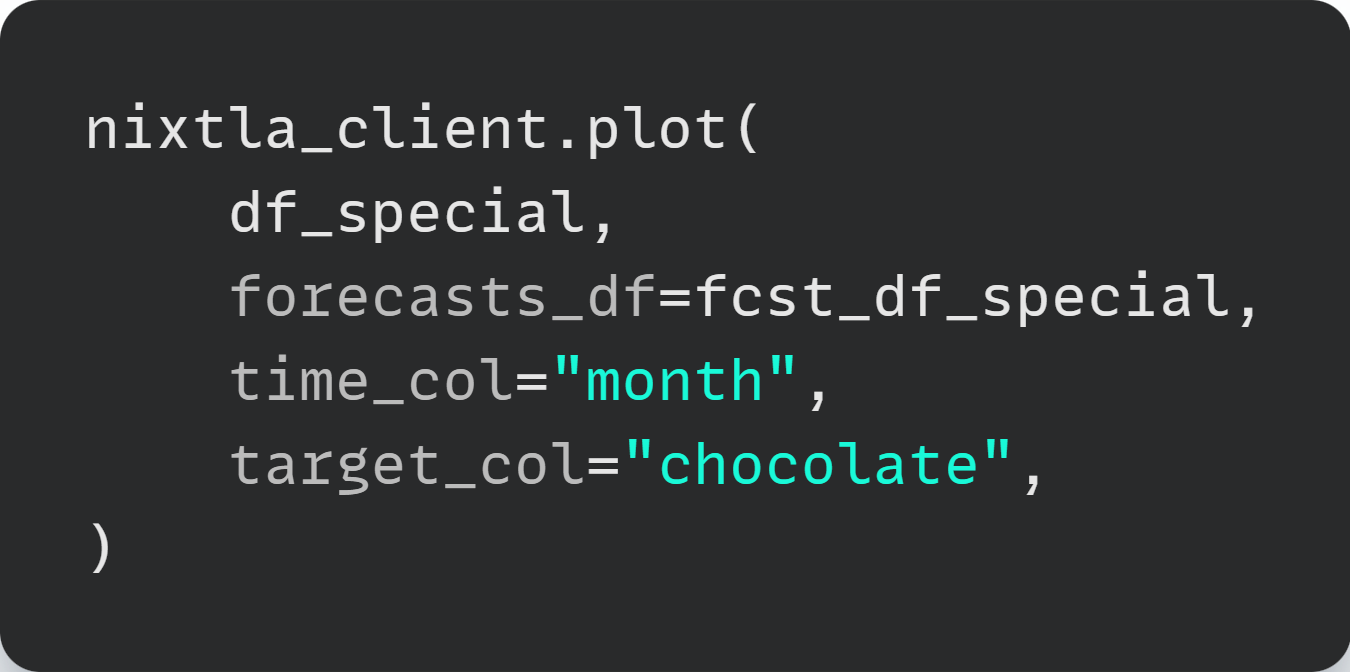 nixtla_client.plot(
    df_special,
    forecasts_df=fcst_df_special,
    time_col="month",
    target_col="chocolate",
)